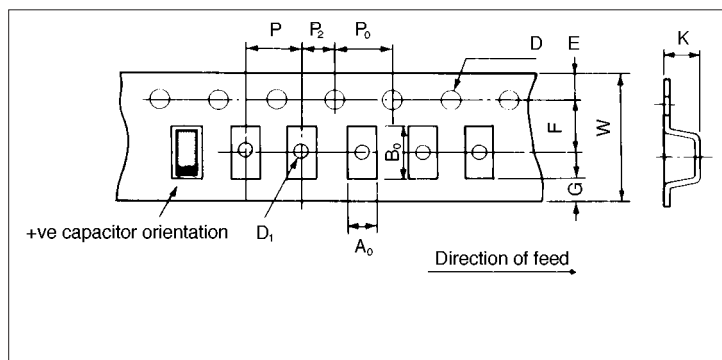 P P₂ P₀ D E K
F W
B₀
G
+ve capacitor orientation D₁
A₀
Direction of feed